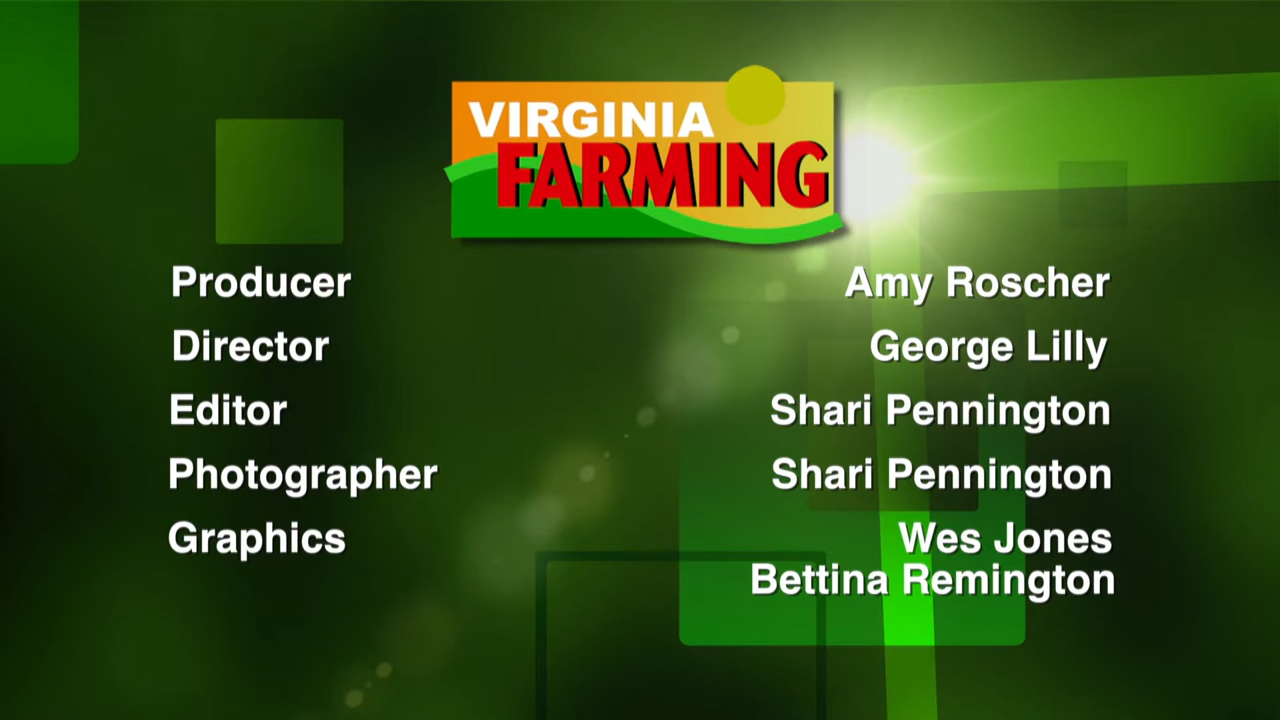 VIRGINIA
FARMING
Producer Amy Roscher
Director George Lilly
Editor Shari Pennington
Photographer Shari Pennington
Graphics Wes Jones
Bettina Remington